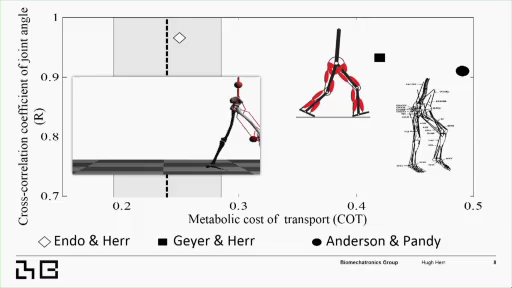 Cross-correlation coefficient of joint angle
(R)
1
0.9
0.8
0.7
0.2
0.3
0.4
0.5
Metabolic cost of transport (COT)
Endo & Herr
Geyer & Herr
Anderson & Pandy
Biomechatronics Group
Hugh Herr
8